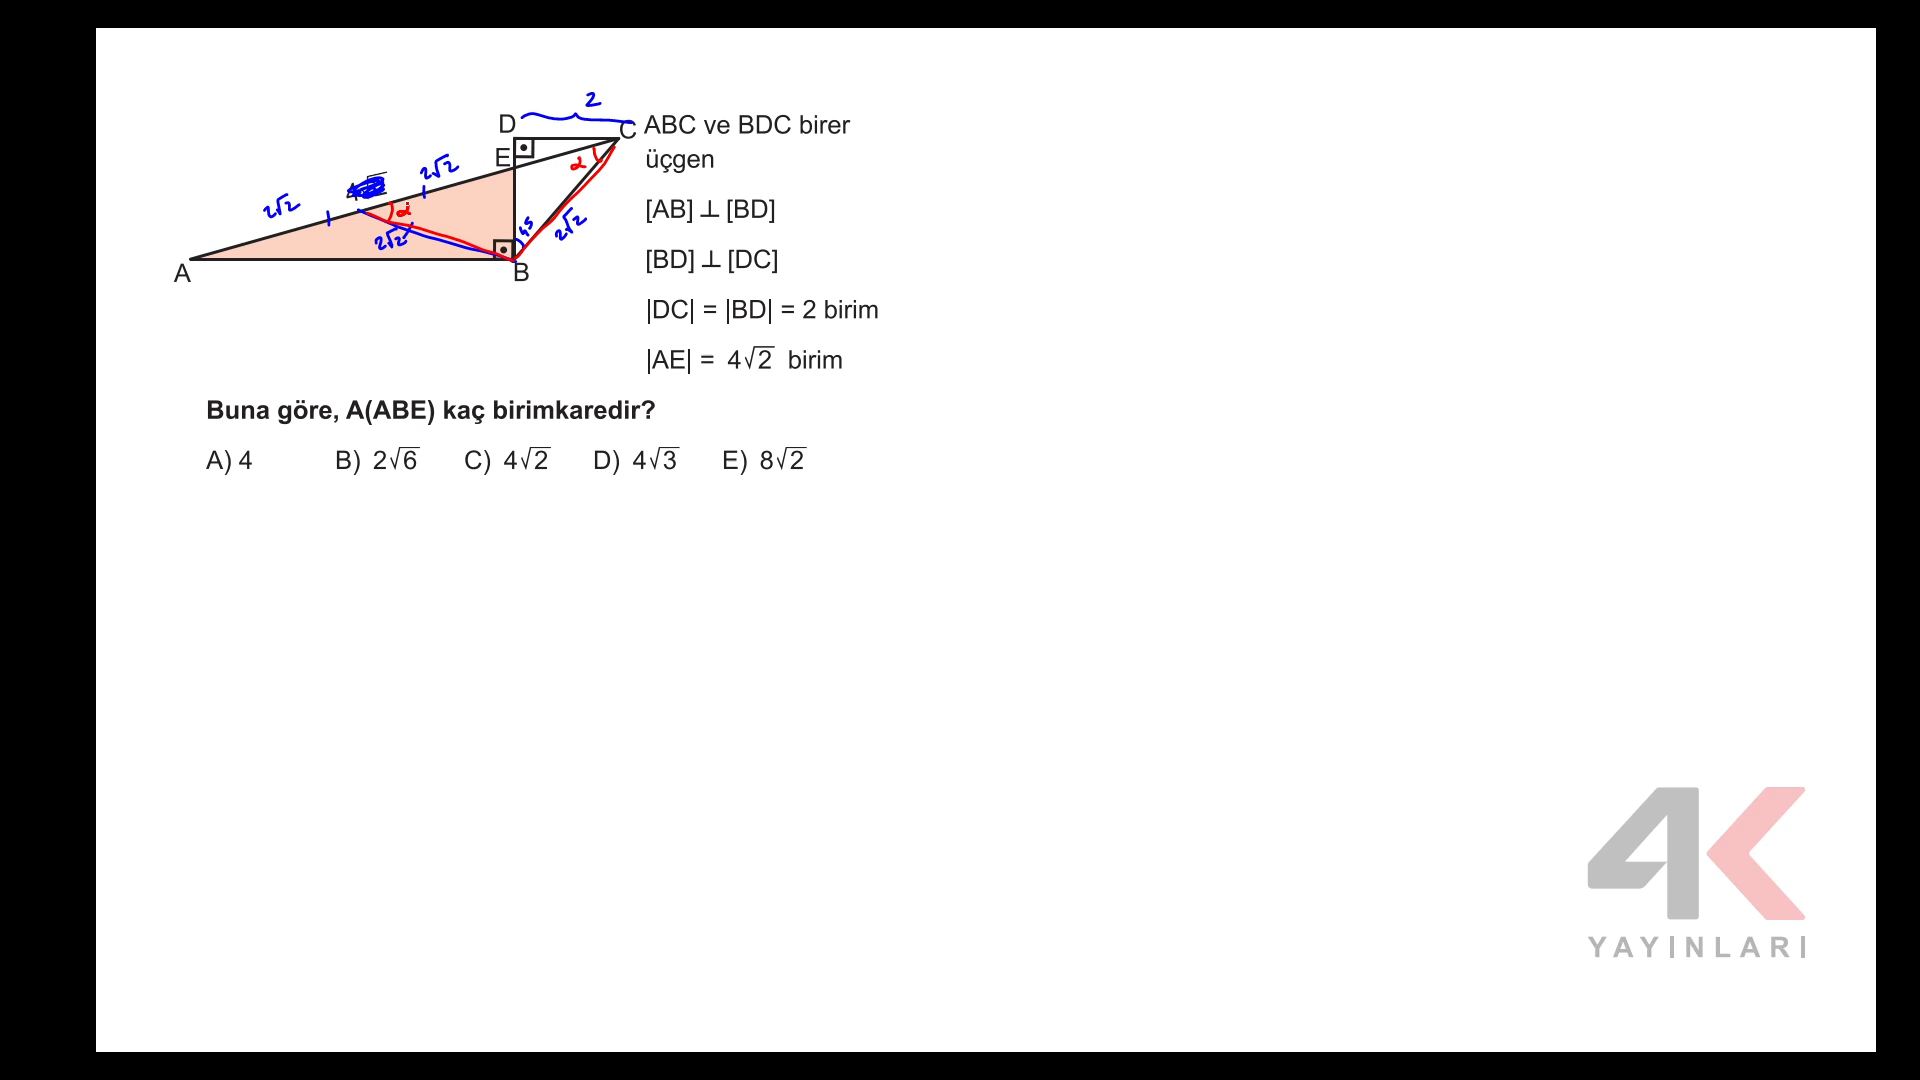 2
D
C
E
ABC ve BDC birer
üçgen
2√2
2√2
α
α
2√2
45
2√2
A
B
[AB] ⊥ [BD]
[BD] ⊥ [DC]
|DC| = |BD| = 2 birim
|AE| = 4√2 birim
Buna göre, A(ABE) kaç birimkaredir?
A) 4 B) 2√6 C) 4√2 D) 4√3 E) 8√2
4K
YAYINLARI